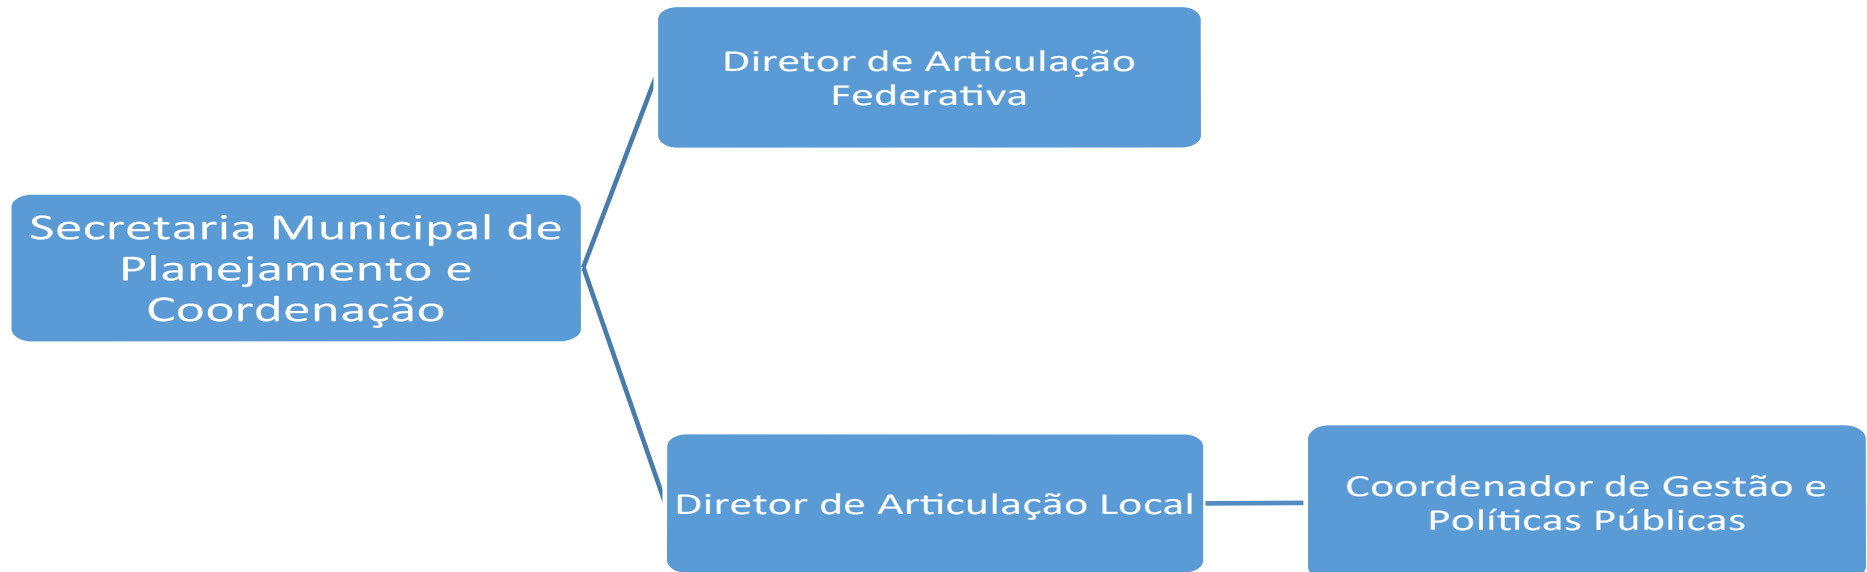 Diretor de Articulação
Federativa
Secretaria Municipal de
Planejamento e
Coordenação
Diretor de Articulação Local
Coordenador de Gestão e
Políticas Públicas